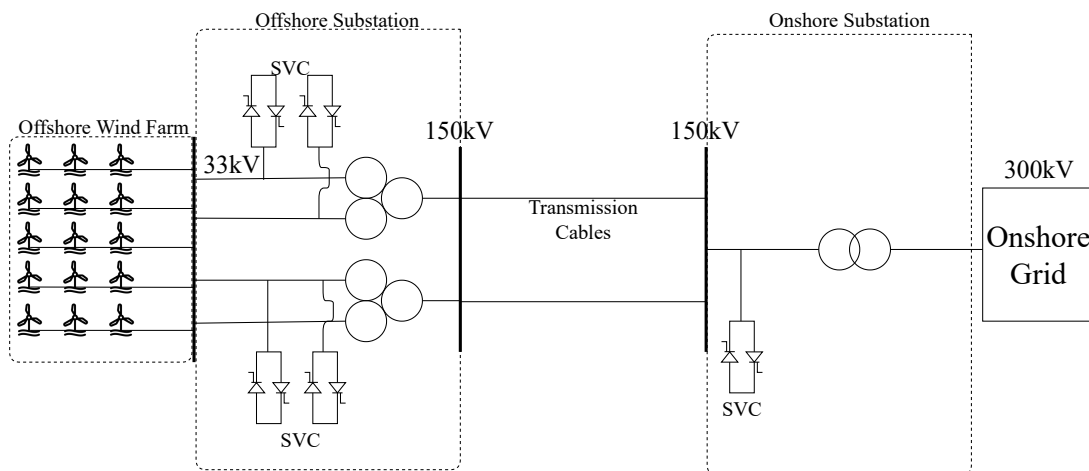 Offshore Substation
Onshore Substation
SVC
Offshore Wind Farm
150kV
150kV
33kV
300kV
Transmission
Cables
Onshore
Grid
SVC
SVC